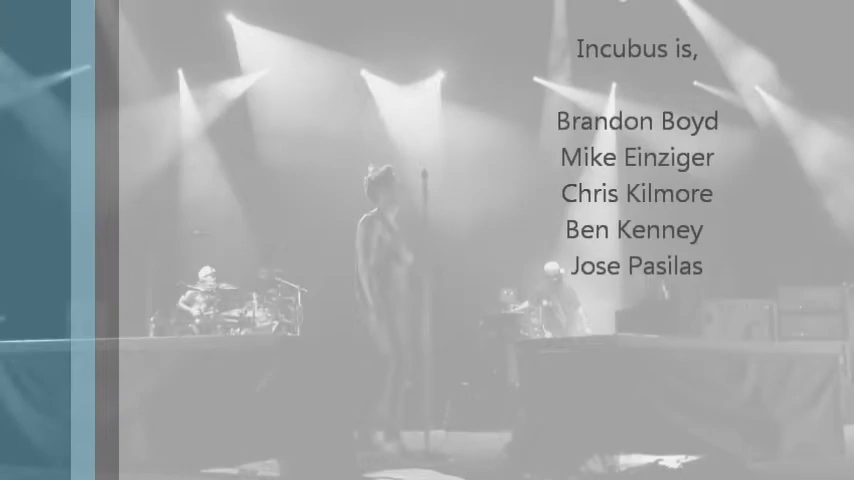 Incubus is,
Brandon Boyd
Mike Einziger
Chris Kilmore
Ben Kenney
Jose Pasilas